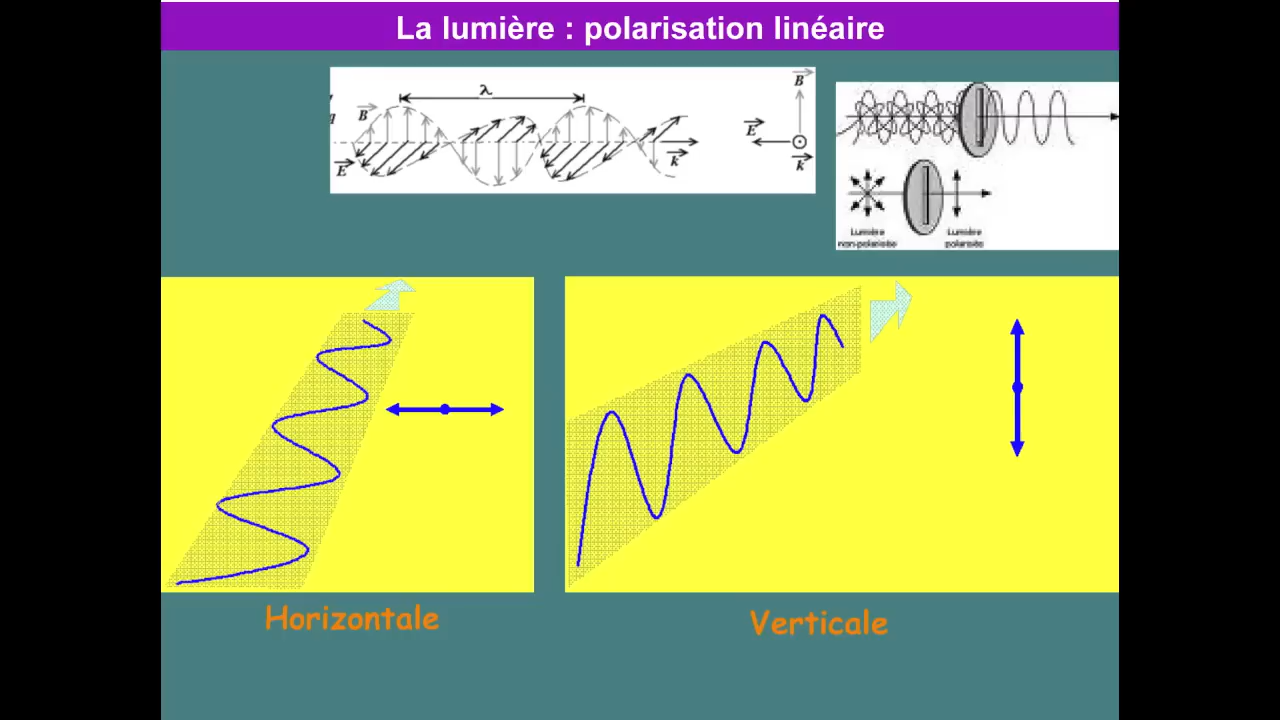 La lumière : polarisation linéaire
λ
B
E
k
B
E
k
Lumière
non-polarisée
Lumière
polarisée
Horizontale
Verticale